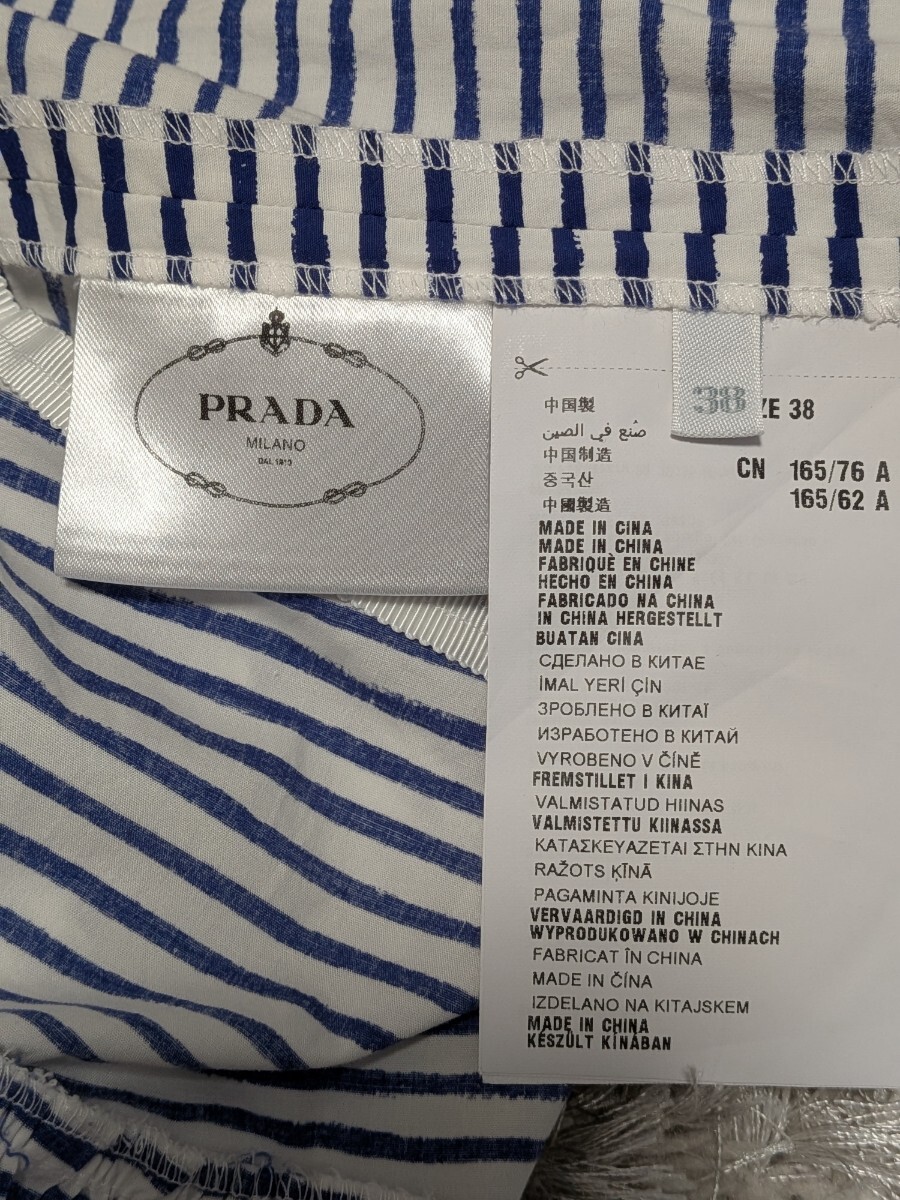 PRADA
MILANO
DAL 1913
38
ZE 38
CN 165/76 A
165/62 A
中国製
صنع في الصين
中国制造
중국산
中國製造
MADE IN CINA
MADE IN CHINA
FABRIQUÈ EN CHINE
HECHO EN CHINA
FABRICADO NA CHINA
IN CHINA HERGESTELLT
BUATAN CINA
СДЕЛАНО В КИТАЕ
İMAL YERİ ÇİN
ЗРОБЛЕНО В КИТАЇ
ИЗРАБОТЕНО В КИТАЙ
VYROBENO V ČÍNĚ
FREMSTILLET I KINA
VALMISTATUD HIINAS
VALMISTETTU KIINASSA
ΚΑΤΑΣΚΕΥΑΖΕΤΑΙ ΣΤΗΝ ΚΙΝΑ
RAŽOTS ĶĪNĀ
PAGAMINTA KINIJOJE
VERVAARDIGD IN CHINA
WYPRODUKOWANO W CHINACH
FABRICAT ÎN CHINA
MADE IN ČÍNA
IZDELANO NA KITAJSKEM
MADE IN CHINA
KÉSZÜLT KÍNÁBAN